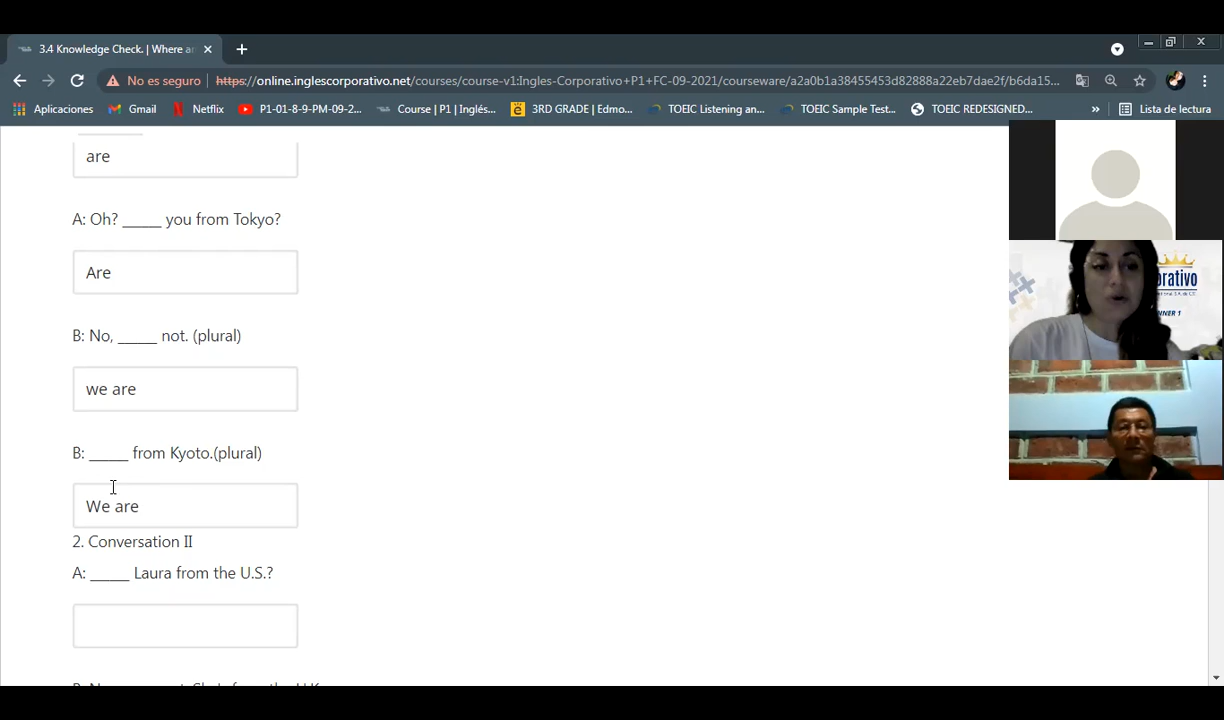 3.4 Knowledge Check. | Where ar
No es seguro | https://online.inglescorporativo.net/courses/course-v1:Ingles-Corporativo+P1+FC-09-2021/courseware/a2a0b1a38455453d82888a22eb7dae2f/b6da15...
Aplicaciones Gmail Netflix P1-01-8-9-PM-09-2... Course | P1 | Inglés... 3RD GRADE | Edmo... TOEIC Listening an... TOEIC Sample Test... TOEIC REDESIGNED... » Lista de lectura
are
A: Oh? _____ you from Tokyo?
Are
B: No, _____ not. (plural)
we are
B: _____ from Kyoto.(plural)
We are
2. Conversation II
A: _____ Laura from the U.S.?
orativo
NNER 1